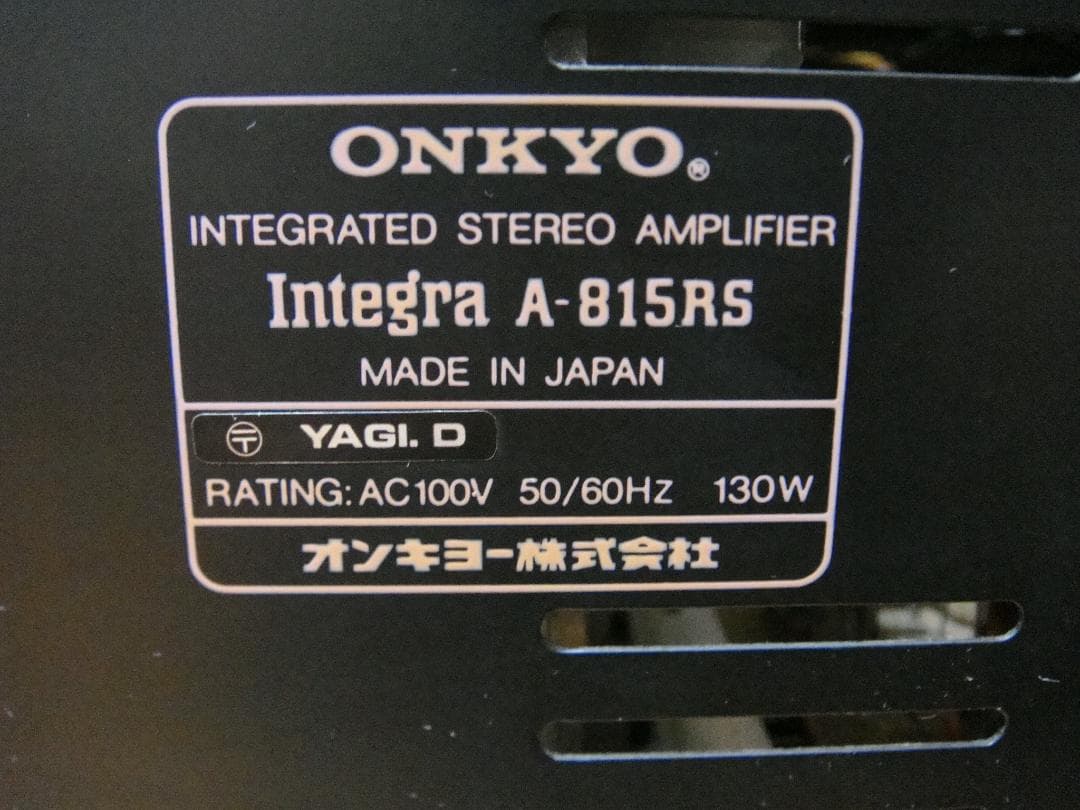 ONKYO®
INTEGRATED STEREO AMPLIFIER
Integra A-815RS
MADE IN JAPAN
〒 YAGI. D
RATING: AC100V 50/60Hz 130W
オンキヨー株式会社